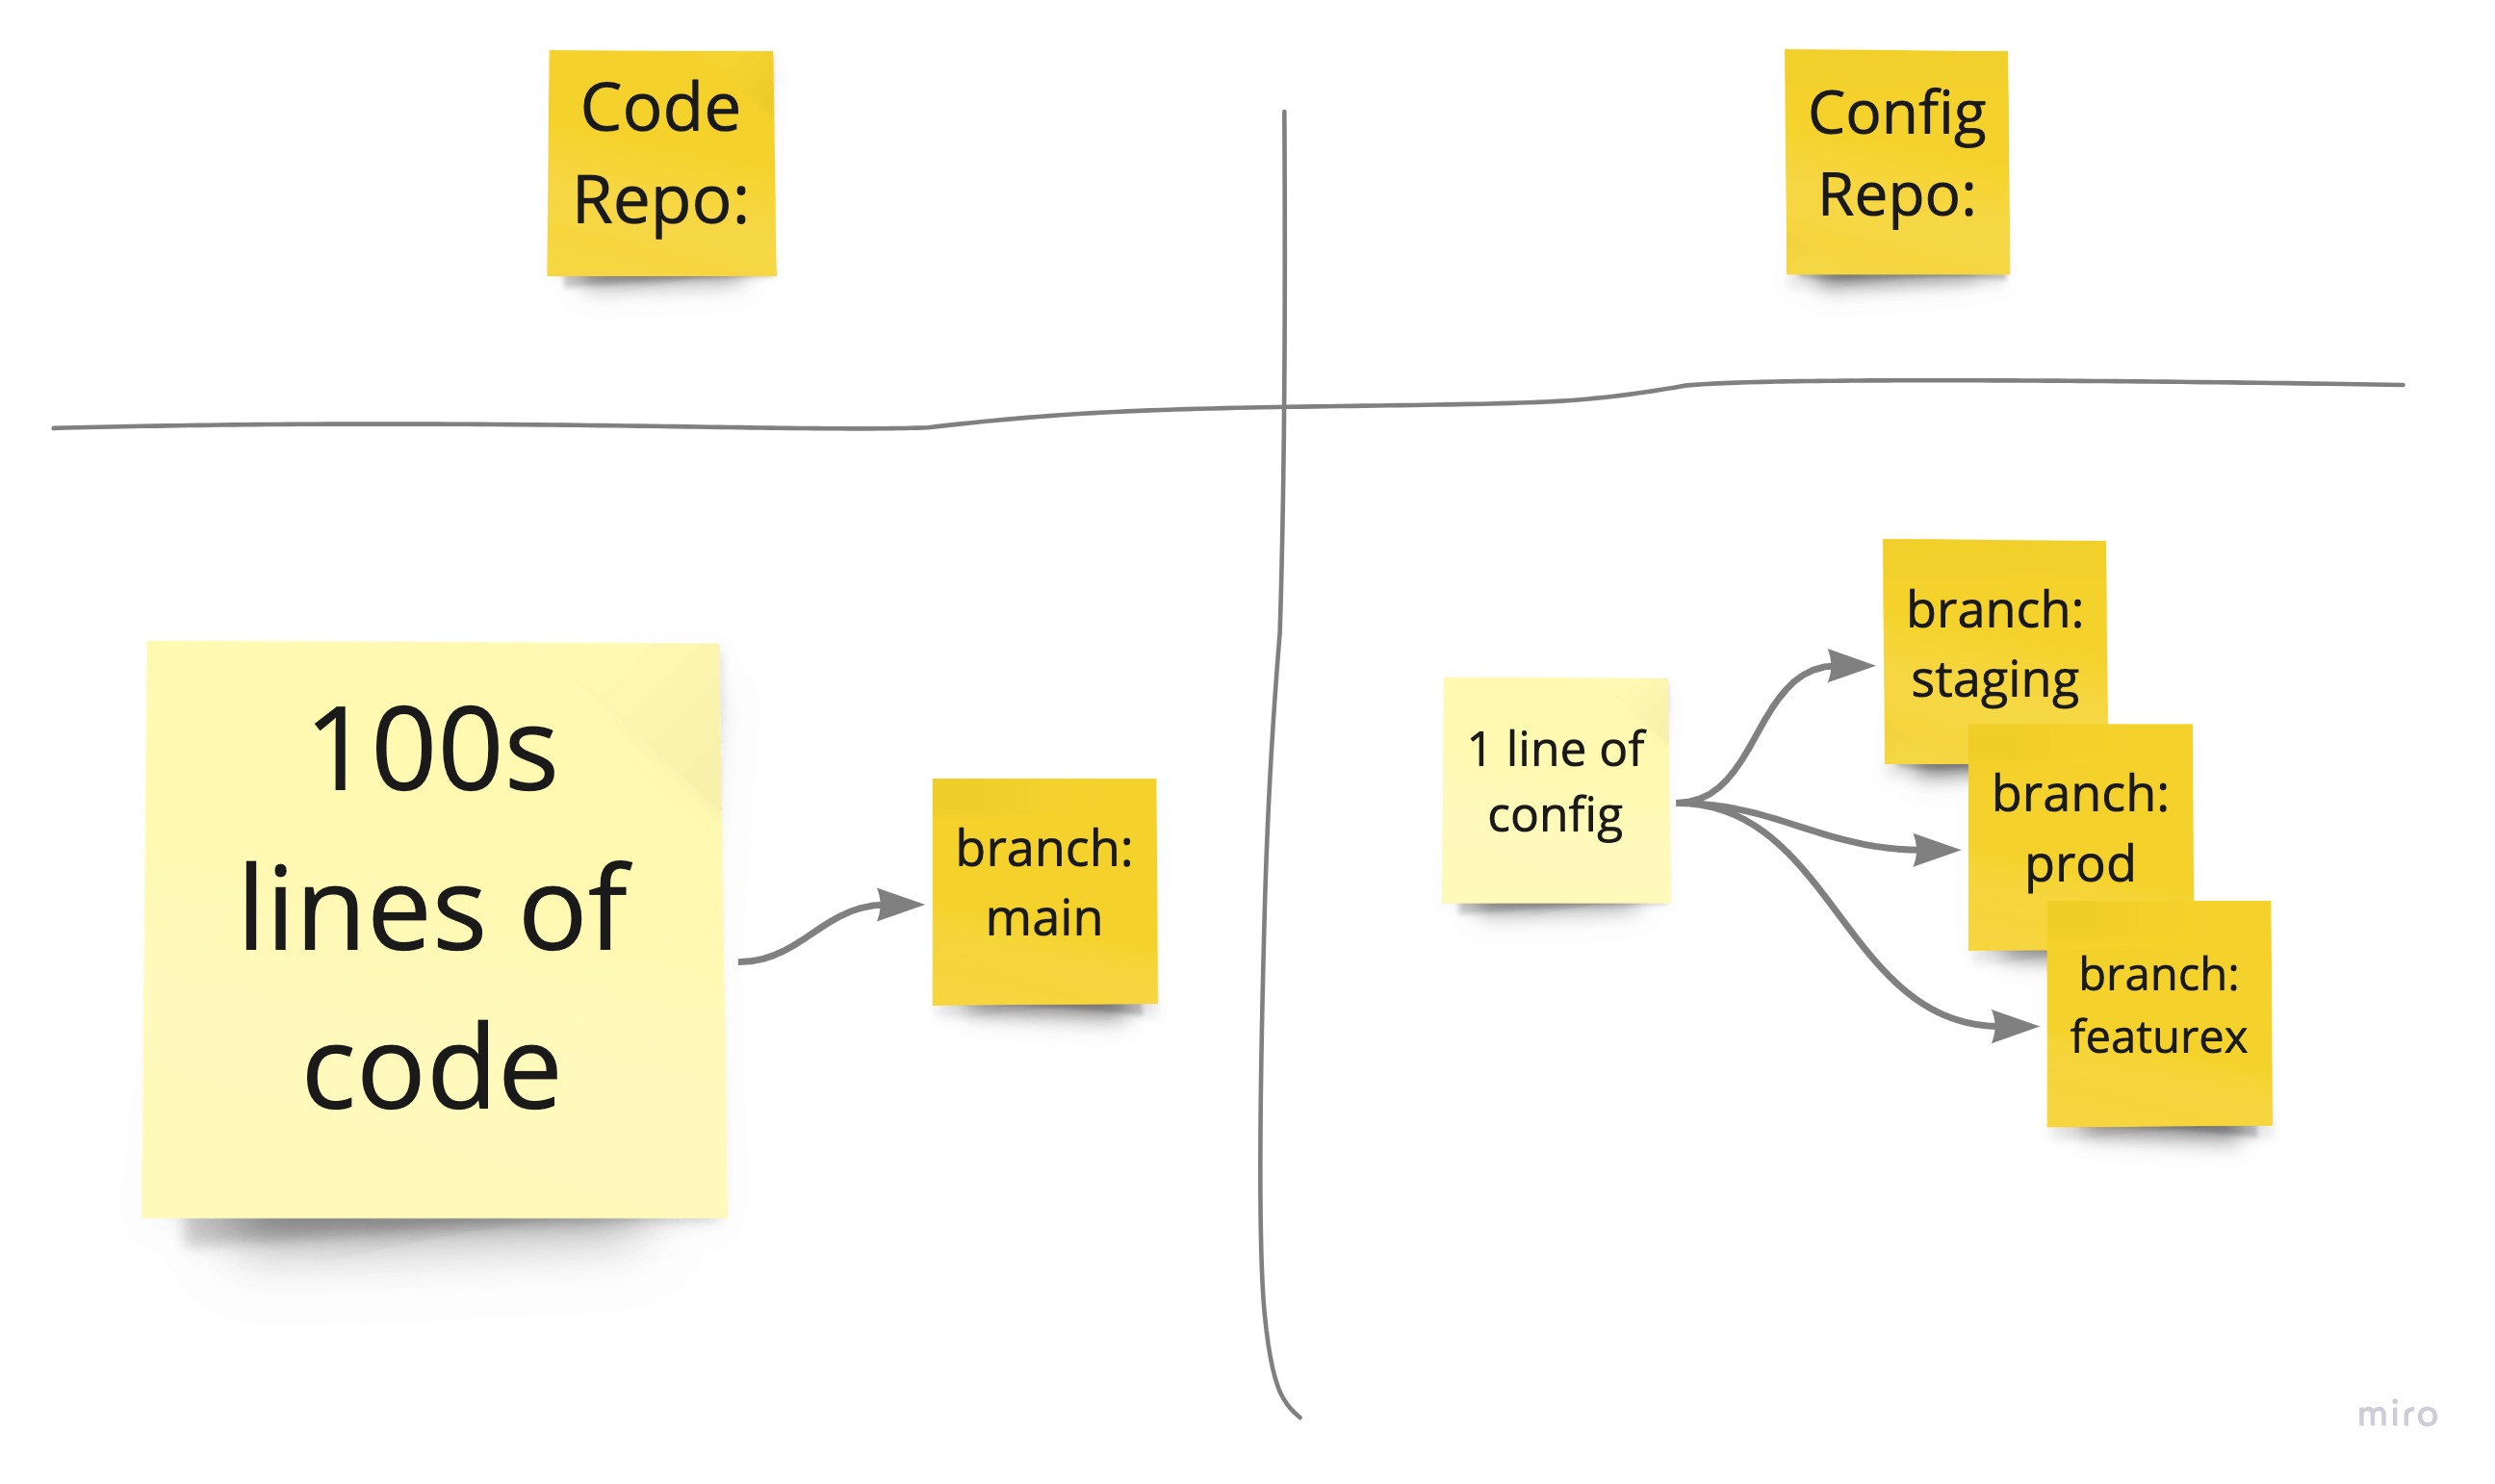 Code
Repo:
Config
Repo:
100s
lines of
code
branch:
main
1 line of
config
branch:
staging
branch:
prod
branch:
featurex
miro